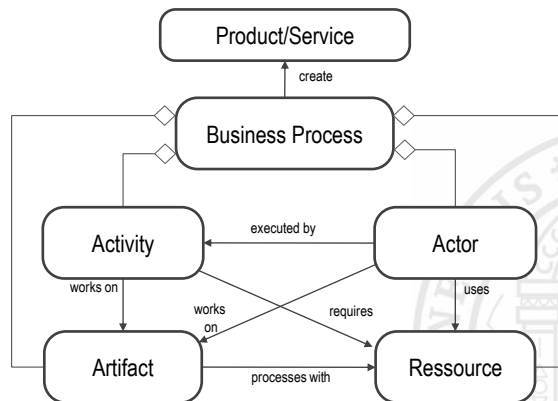 Product/Service
create
Business Process
executed by
Activity
Actor
works on
works
on
requires
uses
Artifact
processes with
Ressource